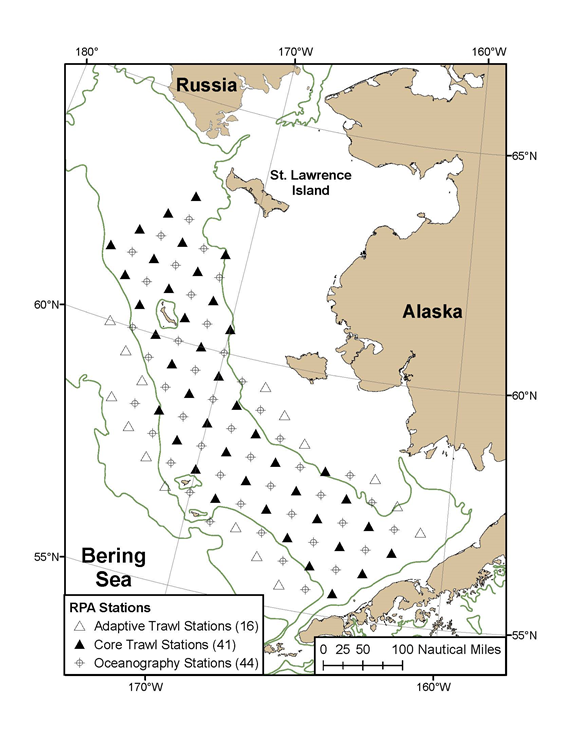 180°
170°W
160°W
Russia
65°N
St. Lawrence
Island
60°N
Alaska
60°N
55°N
Bering
Sea
RPA Stations
Adaptive Trawl Stations (16)
Core Trawl Stations (41)
Oceanography Stations (44)
0 25 50 100 Nautical Miles
55°N
170°W
160°W